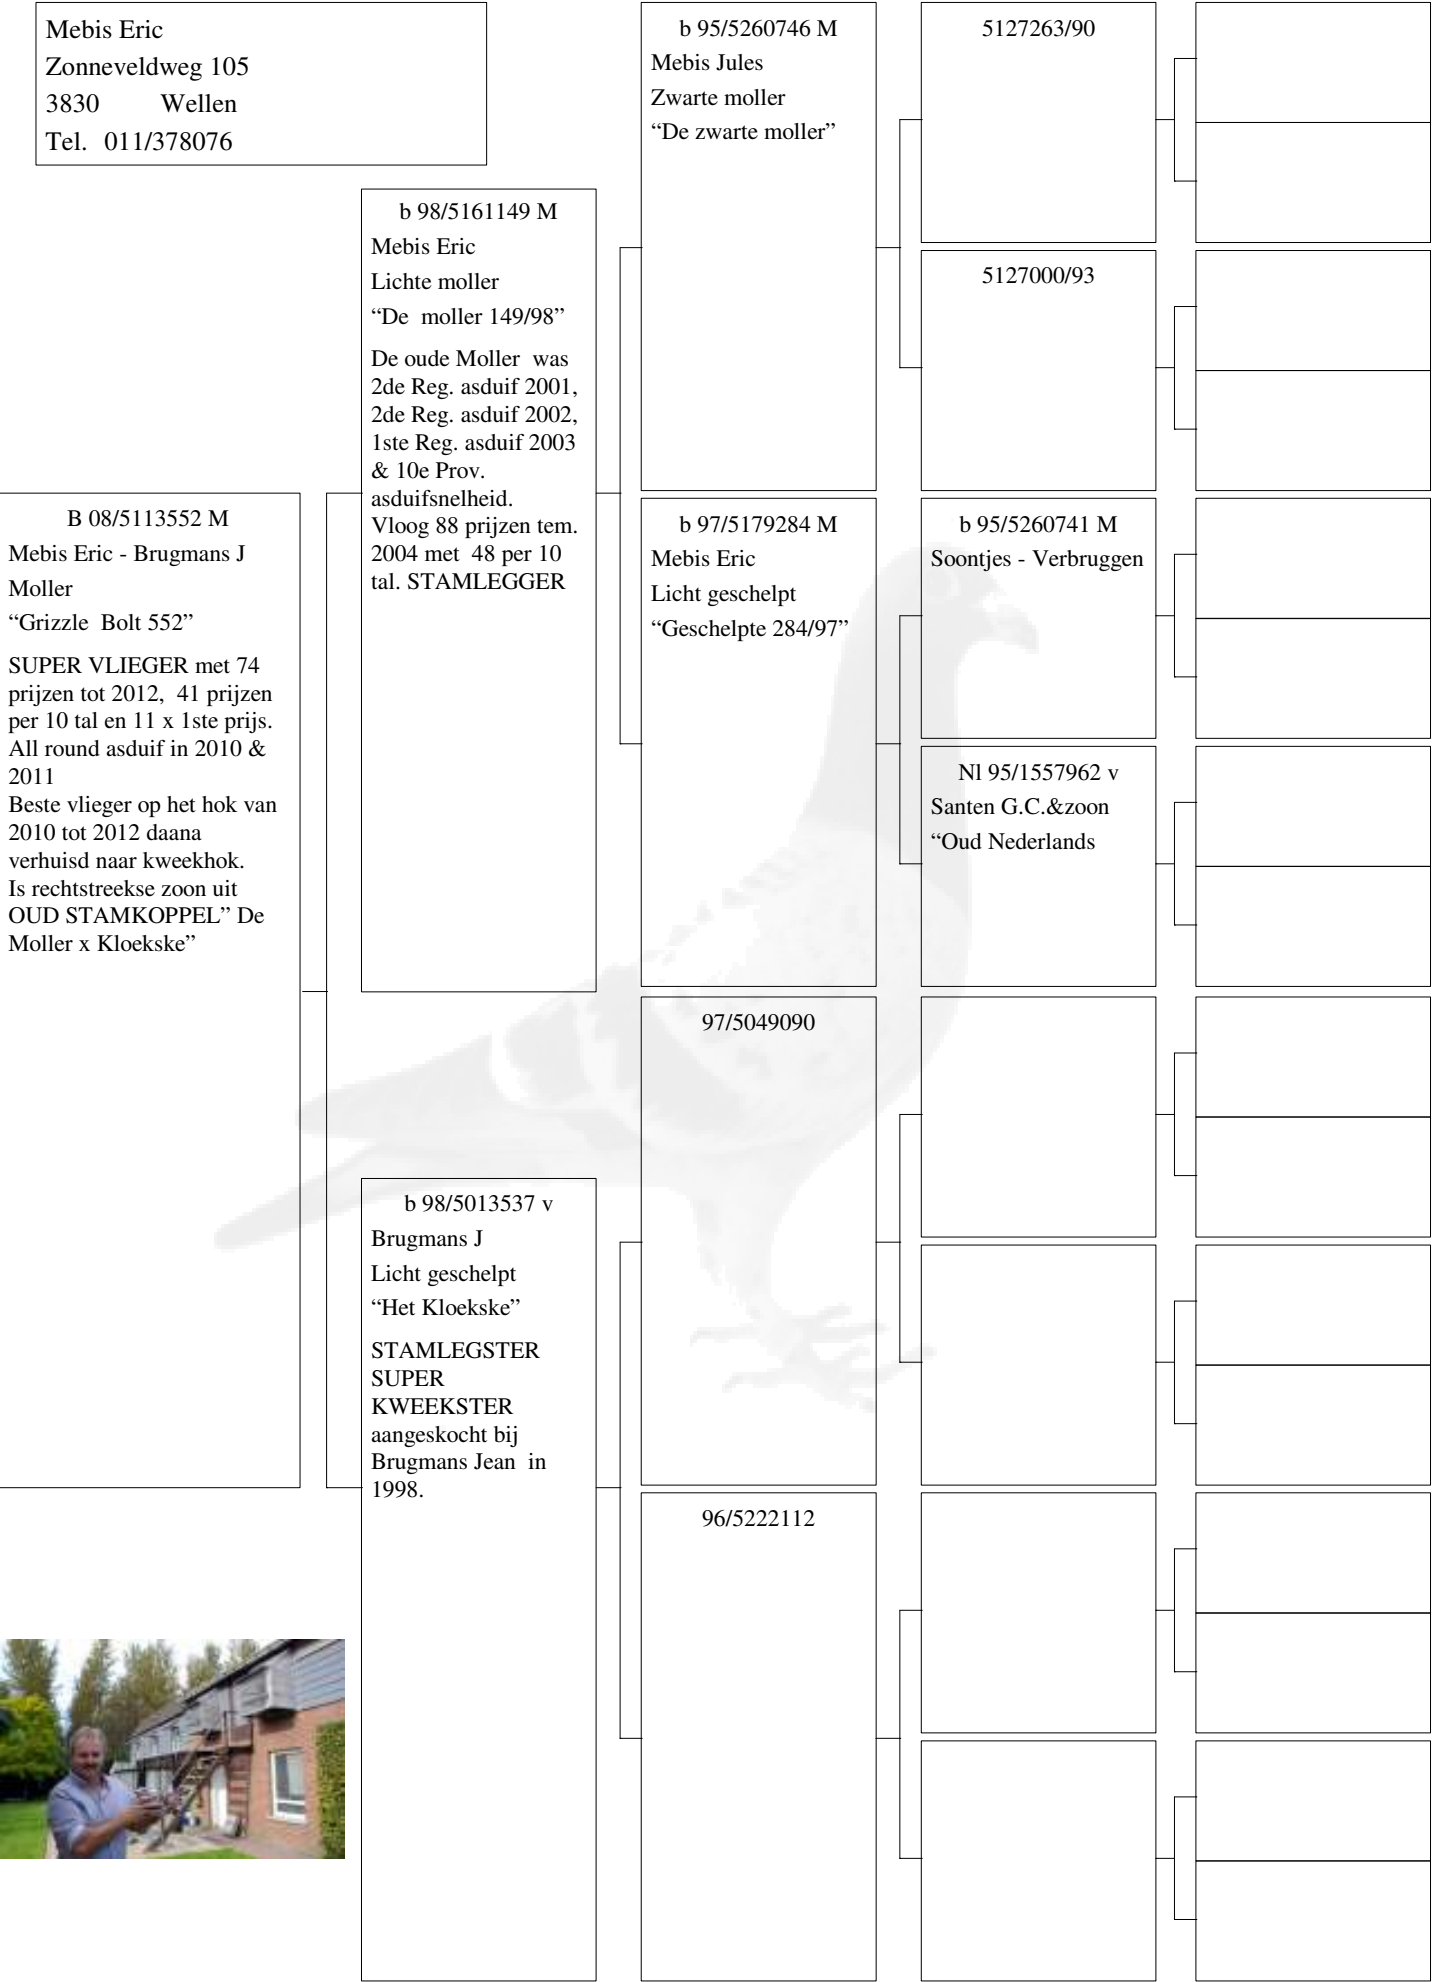 Mebis Eric
Zonneveldweg 105
3830 Wellen
Tel. 011/378076
B 08/5113552 M
Mebis Eric - Brugmans J
Moller
“Grizzle Bolt 552”
SUPER VLIEGER met 74
prijzen tot 2012, 41 prijzen
per 10 tal en 11 x 1ste prijs.
All round asduif in 2010 &
2011
Beste vlieger op het hok van
2010 tot 2012 daana
verhuisd naar kweekhok.
Is rechtstreekse zoon uit
OUD STAMKOPPEL” De
Moller x Kloekske”
b 98/5161149 M
Mebis Eric
Lichte moller
“De moller 149/98”
De oude Moller was
2de Reg. asduif 2001,
2de Reg. asduif 2002,
1ste Reg. asduif 2003
& 10e Prov.
asduifsnelheid.
Vloog 88 prijzen tem.
2004 met 48 per 10
tal. STAMLEGGER
b 98/5013537 v
Brugmans J
Licht geschelpt
“Het Kloekske”
STAMLEGSTER
SUPER
KWEEKSTER
aangeskocht bij
Brugmans Jean in
1998.
b 95/5260746 M
Mebis Jules
Zwarte moller
“De zwarte moller”
b 97/5179284 M
Mebis Eric
Licht geschelpt
“Geschelpte 284/97”
97/5049090
96/5222112
5127263/90
5127000/93
b 95/5260741 M
Soontjes - Verbruggen
Nl 95/1557962 v
Santen G.C.&zoon
“Oud Nederlands